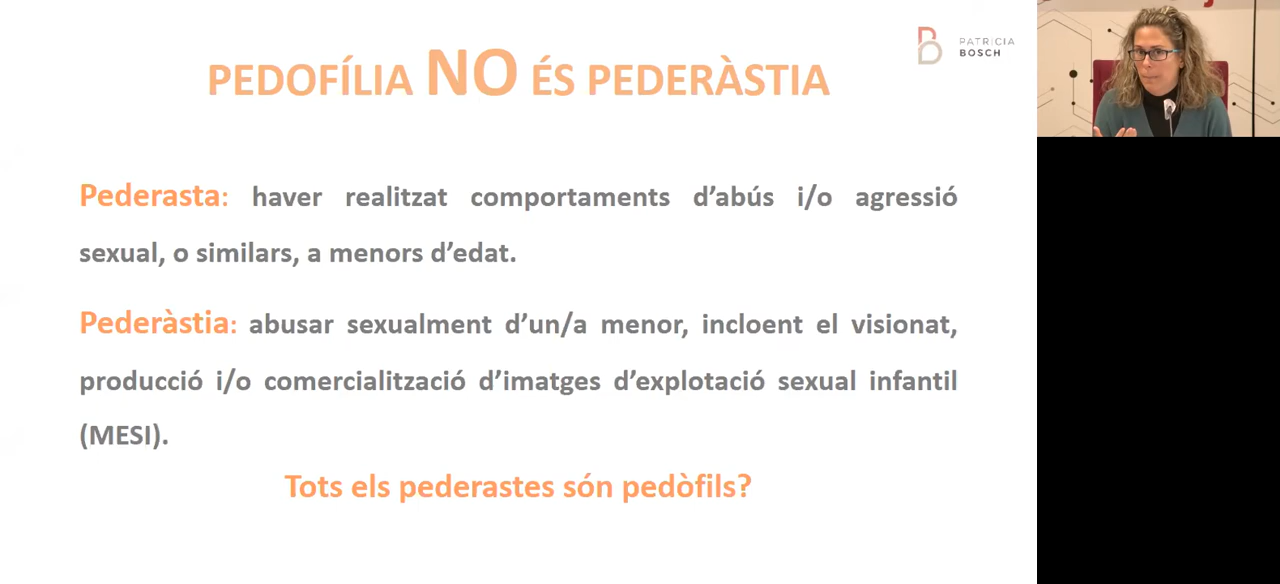 PEDOFÍLIA NO ÉS PEDERÀSTIA
PATRICIA
BOSCH
Pederasta: haver realitzat comportaments d’abús i/o agressió
sexual, o similars, a menors d’edat.
Pederàstia: abusar sexualment d’un/a menor, incloent el visionat,
producció i/o comercialització d’imatges d’explotació sexual infantil
(MESI).
Tots els pederastes són pedòfils?